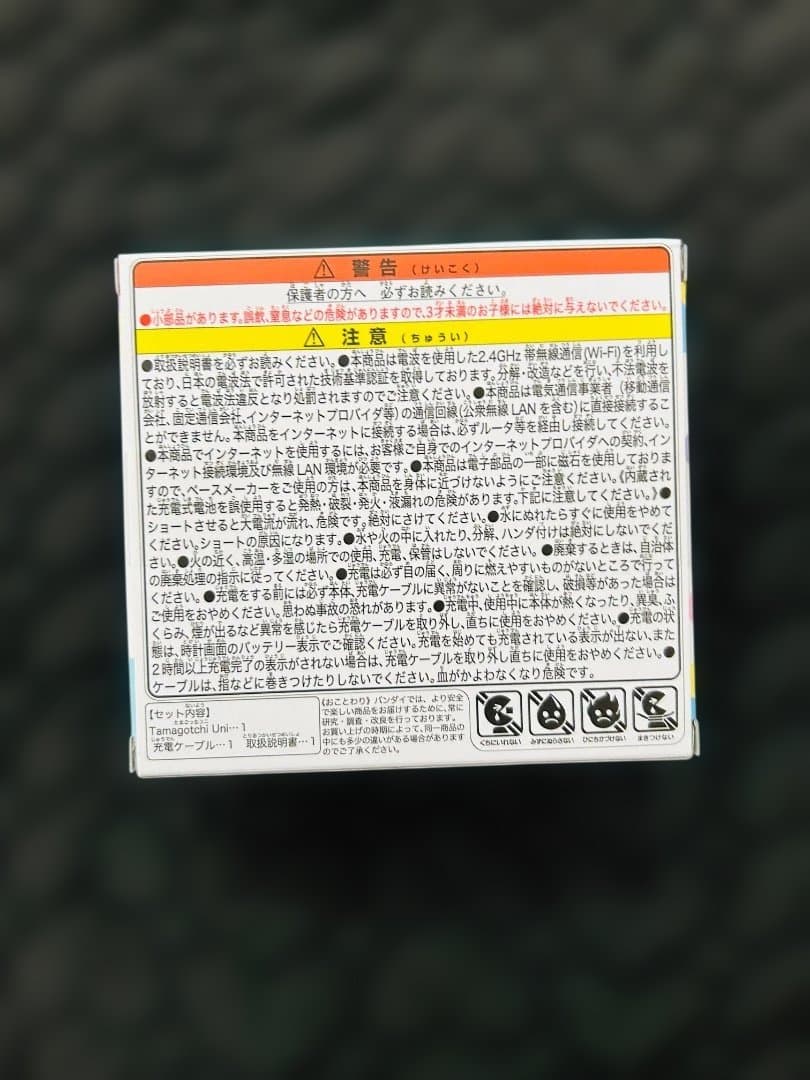 ⚠ 警告(けいこく)
保護者の方へ 必ずお読みください。
●小部品があります。誤飲、窒息などの危険がありますので、3才未満のお子様には絶対に与えないでください。
⚠ 注意(ちゅうい)
●取扱説明書を必ずお読みください。●本商品は電波を使用した2.4GHz 帯無線通信(Wi-Fi)を利用し
ており、日本の電波法で許可された技術基準認証を取得しております。分解・改造などを行い、不法電波を
放射すると電波法違反となり処罰されますのでご注意ください。●本商品は電気通信事業者(移動通信
会社、固定通信会社、インターネットプロバイダ等)の通信回線(公衆無線LANを含む)に直接接続するこ
とができません。本商品をインターネットに接続する場合は、必ずルータ等を経由し接続してください。
●本商品でインターネットを使用するには、お客様ご自身でのインターネットプロバイダへの契約、イン
ターネット接続環境及び無線LAN環境が必要です。●本商品は電子部品の一部に磁石を使用しておりま
すので、ペースメーカーをご使用の方は、本商品を身体に近づけないようにご注意ください。《内蔵され
た充電式電池を誤使用すると発熱・破裂・発火・液漏れの危険があります。下記に注意してください。》●
ショートさせると大電流が流れ、危険です。絶対にさけてください。●水にぬれたらすぐに使用をやめて
ください。ショートの原因になります。●水や火の中に入れたり、分解、ハンダ付けは絶対にしないでくだ
さい。●火の近く、高温・多湿の場所での使用、充電、保管はしないでください。●廃棄するときは、自治体
の廃棄処理の指示に従ってください。●充電は必ず目の届く、周りに燃えやすいものがないところで行って
ください。●充電をする前には必ず本体、充電ケーブルに異常がないことを確認し、破損等があった場合は
ご使用をおやめください。思わぬ事故の恐れがあります。●充電中、使用中に本体が熱くなったり、異臭、ふ
くらみ、煙が出るなど異常を感じたら充電ケーブルを取り外し、直ちに使用をおやめください。●充電の状
態は、時計画面のバッテリー表示でご確認ください。充電を始めても充電されている表示が出ない、また
2時間以上充電完了の表示がされない場合は、充電ケーブルを取り外し直ちに使用をおやめください。●
ケーブルは、指などに巻きつけたりしないでください。血がかよわなくなり危険です。
【セット内容】
Tamagotchi Uni…1
充電ケーブル…1 取扱説明書…1
《おことわり》バンダイでは、より安全
で楽しい商品をお届けするために、常に
研究・調査・改良を行っております。
お買い上げの時期によって、同一商品の
中にも多少の違いがある場合があります
のでご了承ください。
くちにいれない みずにぬらさない ひにちかづけない まきつけない